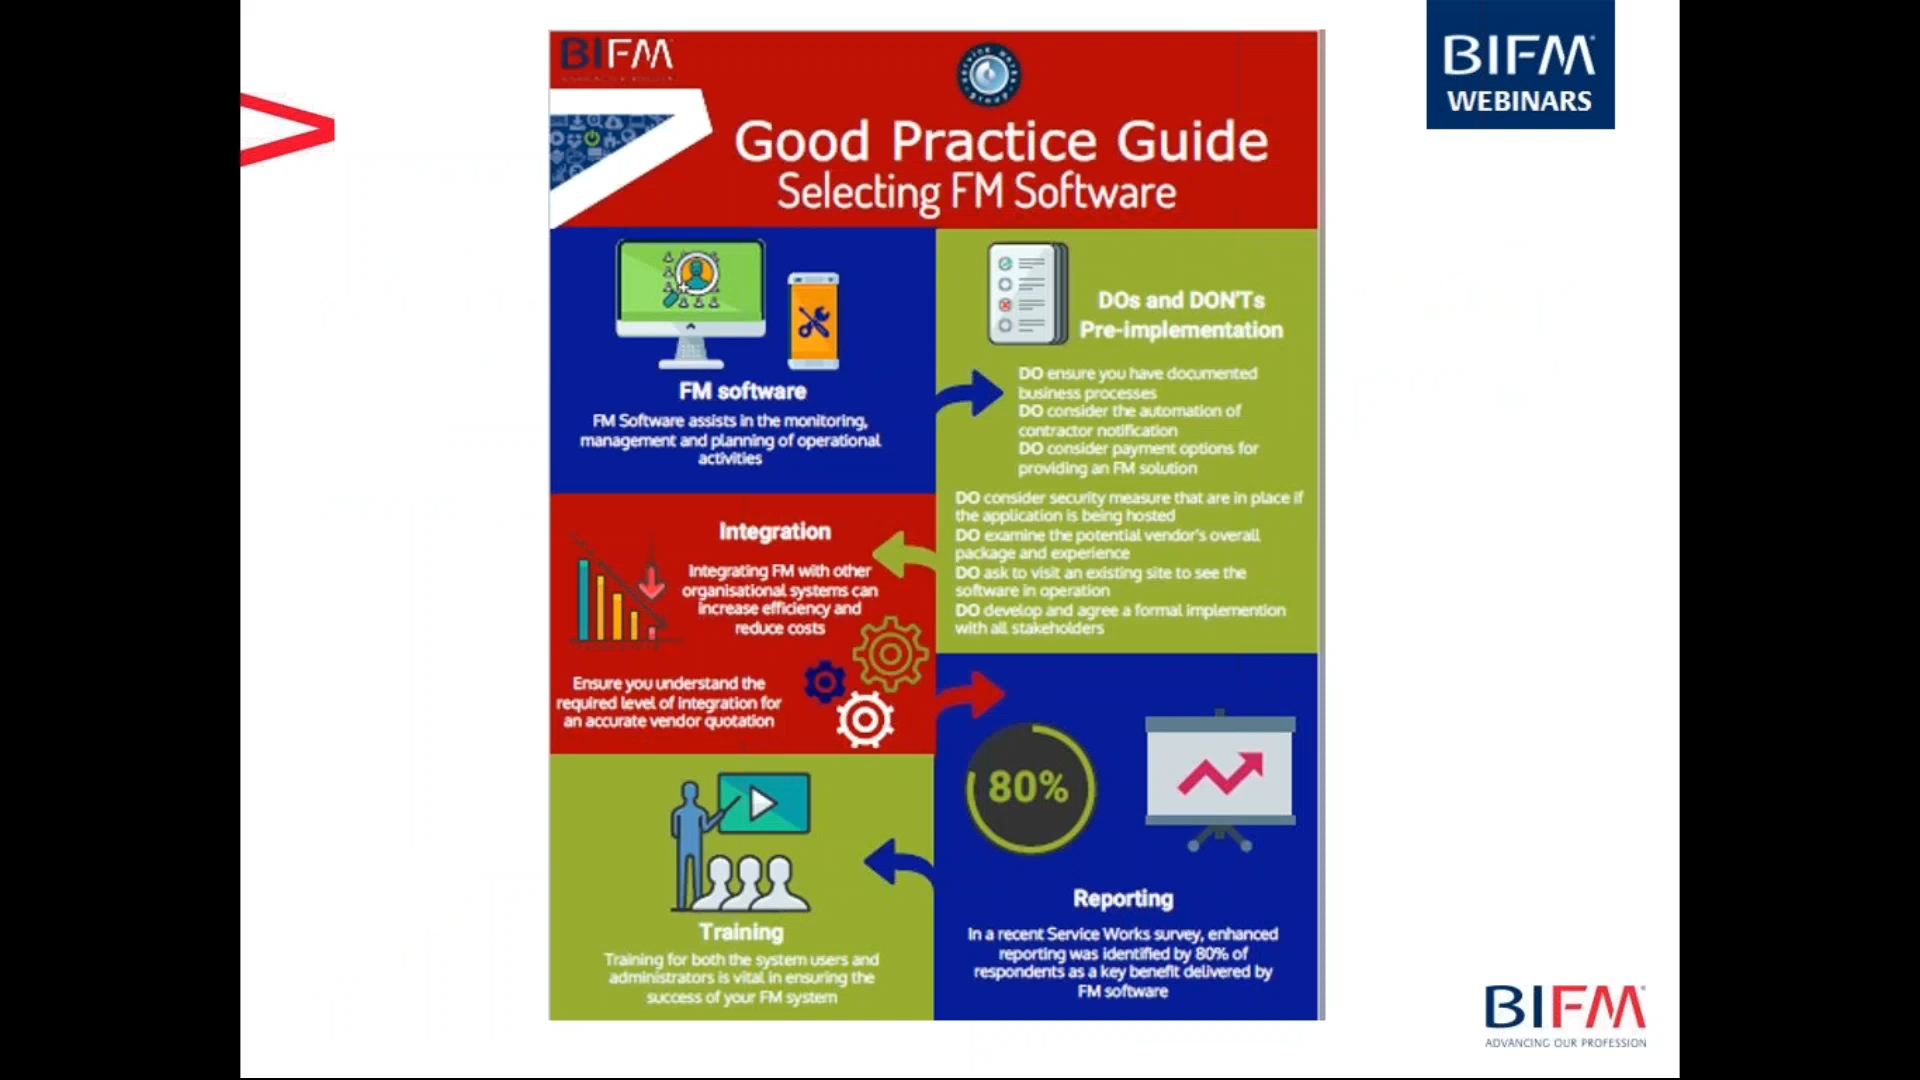 BIFM
WEBINARS
BIFM
service works
group
Good Practice Guide
Selecting FM Software
FM software
FM Software assists in the monitoring,
management and planning of operational
activities
DOs and DON'Ts
Pre-implementation
DO ensure you have documented
business processes
DO consider the automation of
contractor notification
DO consider payment options for
providing an FM solution
DO consider security measure that are in place if
the application is being hosted
DO examine the potential vendor's overall
package and experience
DO ask to visit an existing site to see the
software in operation
DO develop and agree a formal implemention
with all stakeholders
Integration
Integrating FM with other
organisational systems can
increase efficiency and
reduce costs
Ensure you understand the
required level of integration for
an accurate vendor quotation
80%
Reporting
In a recent Service Works survey, enhanced
reporting was identified by 80% of
respondents as a key benefit delivered by
FM software
Training
Training for both the system users and
administrators is vital in ensuring the
success of your FM system
BIFM
ADVANCING OUR PROFESSION